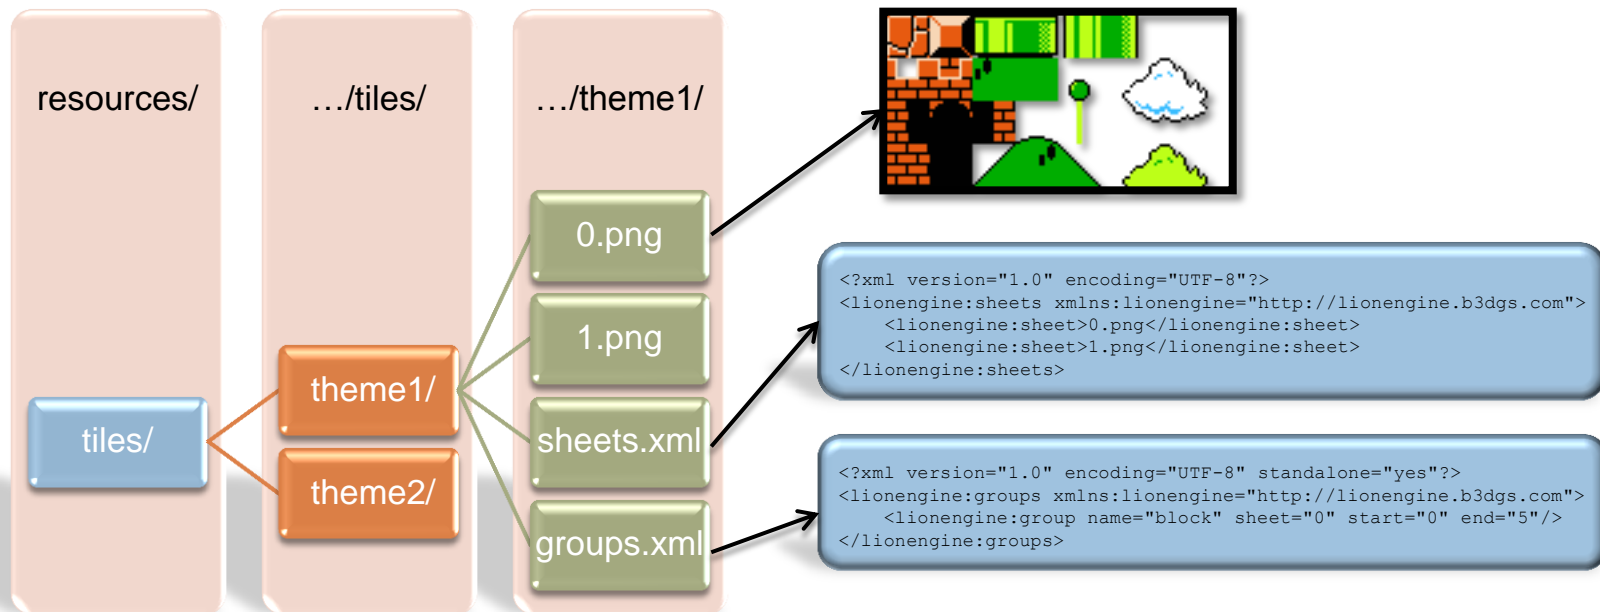 resources/
…/tiles/
…/theme1/
tiles/
theme1/
theme2/
0.png
1.png
sheets.xml
groups.xml
<?xml version="1.0" encoding="UTF-8"?>
<lionengine:sheets xmlns:lionengine="http://lionengine.b3dgs.com">
    <lionengine:sheet>0.png</lionengine:sheet>
    <lionengine:sheet>1.png</lionengine:sheet>
</lionengine:sheets>
<?xml version="1.0" encoding="UTF-8" standalone="yes"?>
<lionengine:groups xmlns:lionengine="http://lionengine.b3dgs.com">
    <lionengine:group name="block" sheet="0" start="0" end="5"/>
</lionengine:groups>